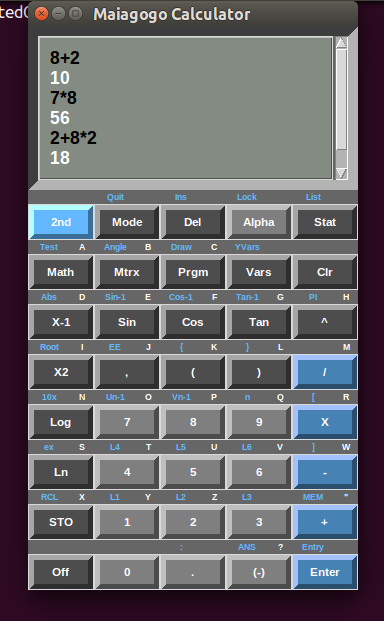 ted
Maiagogo Calculator
8+2
10
7*8
56
2+8*2
18
Quit Ins Lock List
2nd Mode Del Alpha Stat
Test A Angle B Draw C YVars
Math Mtrx Prgm Vars Clr
Abs D Sin-1 E Cos-1 F Tan-1 G PI H
X-1 Sin Cos Tan ^
Root I EE J { K } L M
X2 , ( ) /
10x N Un-1 O Vn-1 P n Q [ R
Log 7 8 9 X
ex S L4 T L5 U L6 V ] W
Ln 4 5 6 -
RCL X L1 Y L2 Z L3 MEM "
STO 1 2 3 +
: ANS ? Entry
Off 0 . (-) Enter